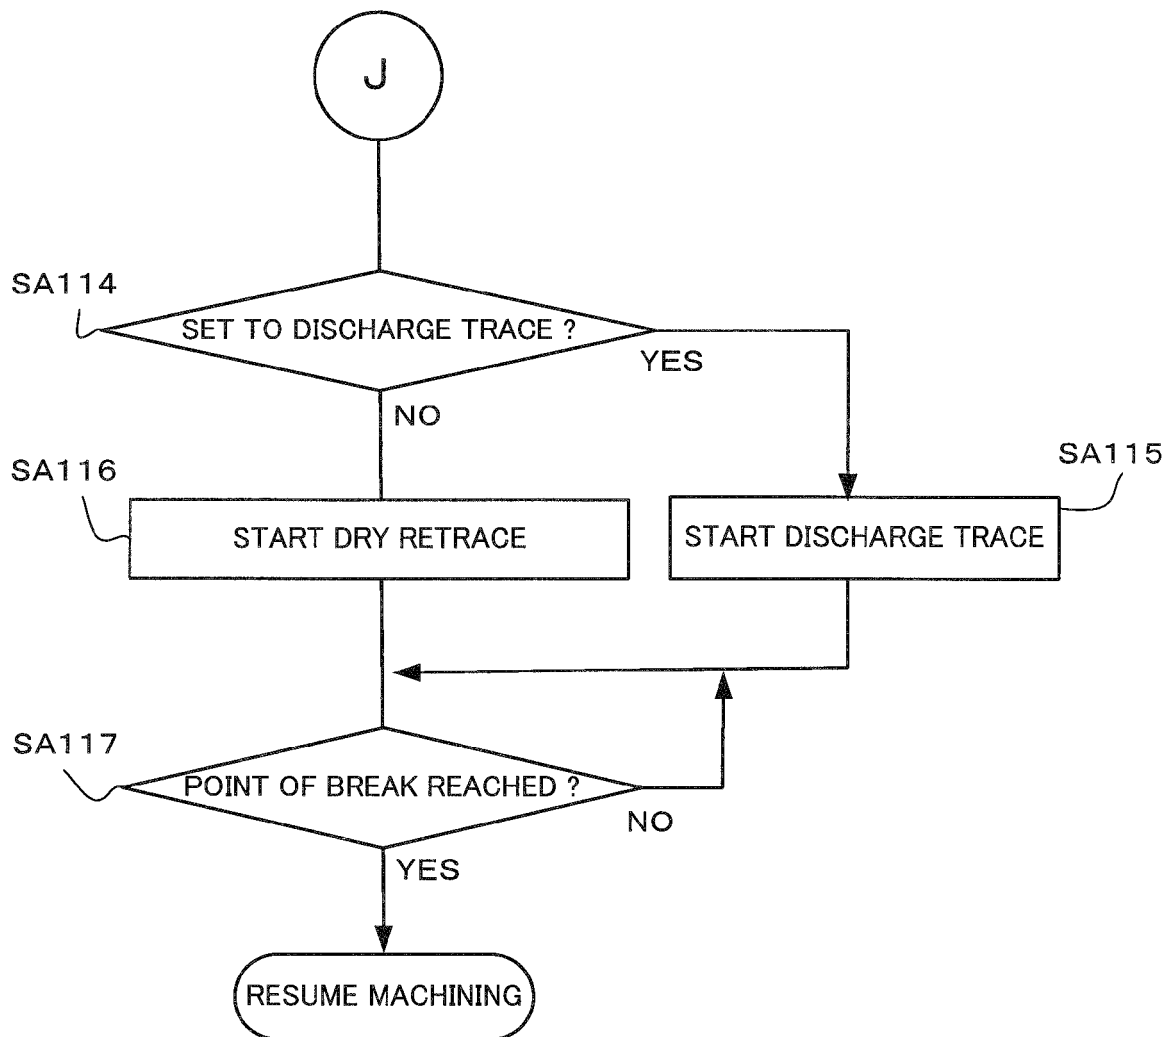 J
SA114
SET TO DISCHARGE TRACE ?
YES
NO
SA116
START DRY RETRACE
SA115
START DISCHARGE TRACE
SA117
POINT OF BREAK REACHED ?
NO
YES
RESUME MACHINING